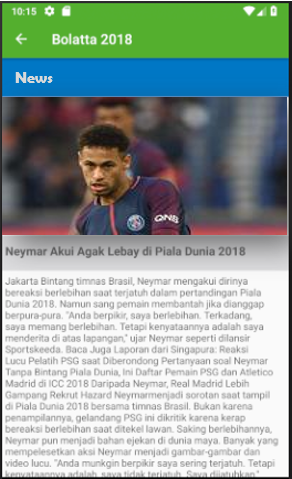 10:15
Bolatta 2018
News
QNB
Neymar Akui Agak Lebay di Piala Dunia 2018
Jakarta Bintang timnas Brasil, Neymar mengakui dirinya
bereaksi berlebihan saat terjatuh dalam pertandingan Piala
Dunia 2018. Namun sang pemain membantah jika dianggap
berpura-pura. "Anda berpikir, saya berlebihan. Terkadang,
saya memang berlebihan. Tetapi kenyataannya adalah saya
menderita di atas lapangan," ujar Neymar seperti dilansir
Sportskeeda. Baca Juga Laporan dari Singapura: Reaksi
Lucu Pelatih PSG saat Diberondong Pertanyaan soal Neymar
Tanpa Bintang Piala Dunia, Ini Daftar Pemain PSG dan Atletico
Madrid di ICC 2018 Daripada Neymar, Real Madrid Lebih
Gampang Rekrut Hazard Neymarmenjadi sorotan saat tampil
di Piala Dunia 2018 bersama timnas Brasil. Bukan karena
penampilannya, gelandang PSG ini dikritik karena kerap
bereaksi berlebihan saat ditekel lawan. Saking berlebihannya,
Neymar pun menjadi bahan ejekan di dunia maya. Banyak yang
mempelesetkan aksi Neymar menjadi gambar-gambar dan
video lucu. "Anda munkgin berpikir saya sering terjatuh. Tetapi
kenyataannya adalah, saya tidak terjatuh. Saya dijatuhkan."